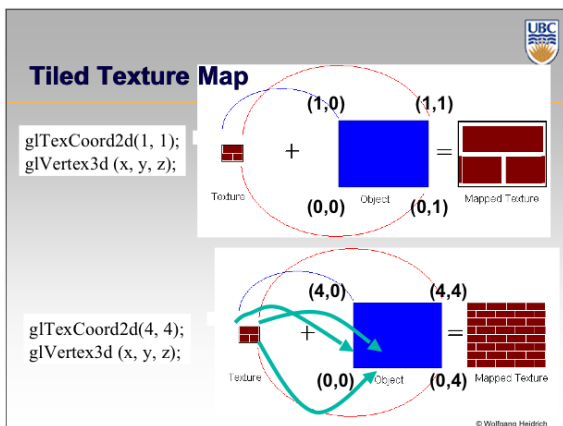 UBC
Tiled Texture Map
(1,0) (1,1)
glTexCoord2d(1, 1);
glVertex3d (x, y, z);
+ =
Texture Object Mapped Texture
(0,0) (0,1)
(4,0) (4,4)
glTexCoord2d(4, 4);
glVertex3d (x, y, z);
+ =
Texture Object Mapped Texture
(0,0) (0,4)
© Wolfgang Heidrich